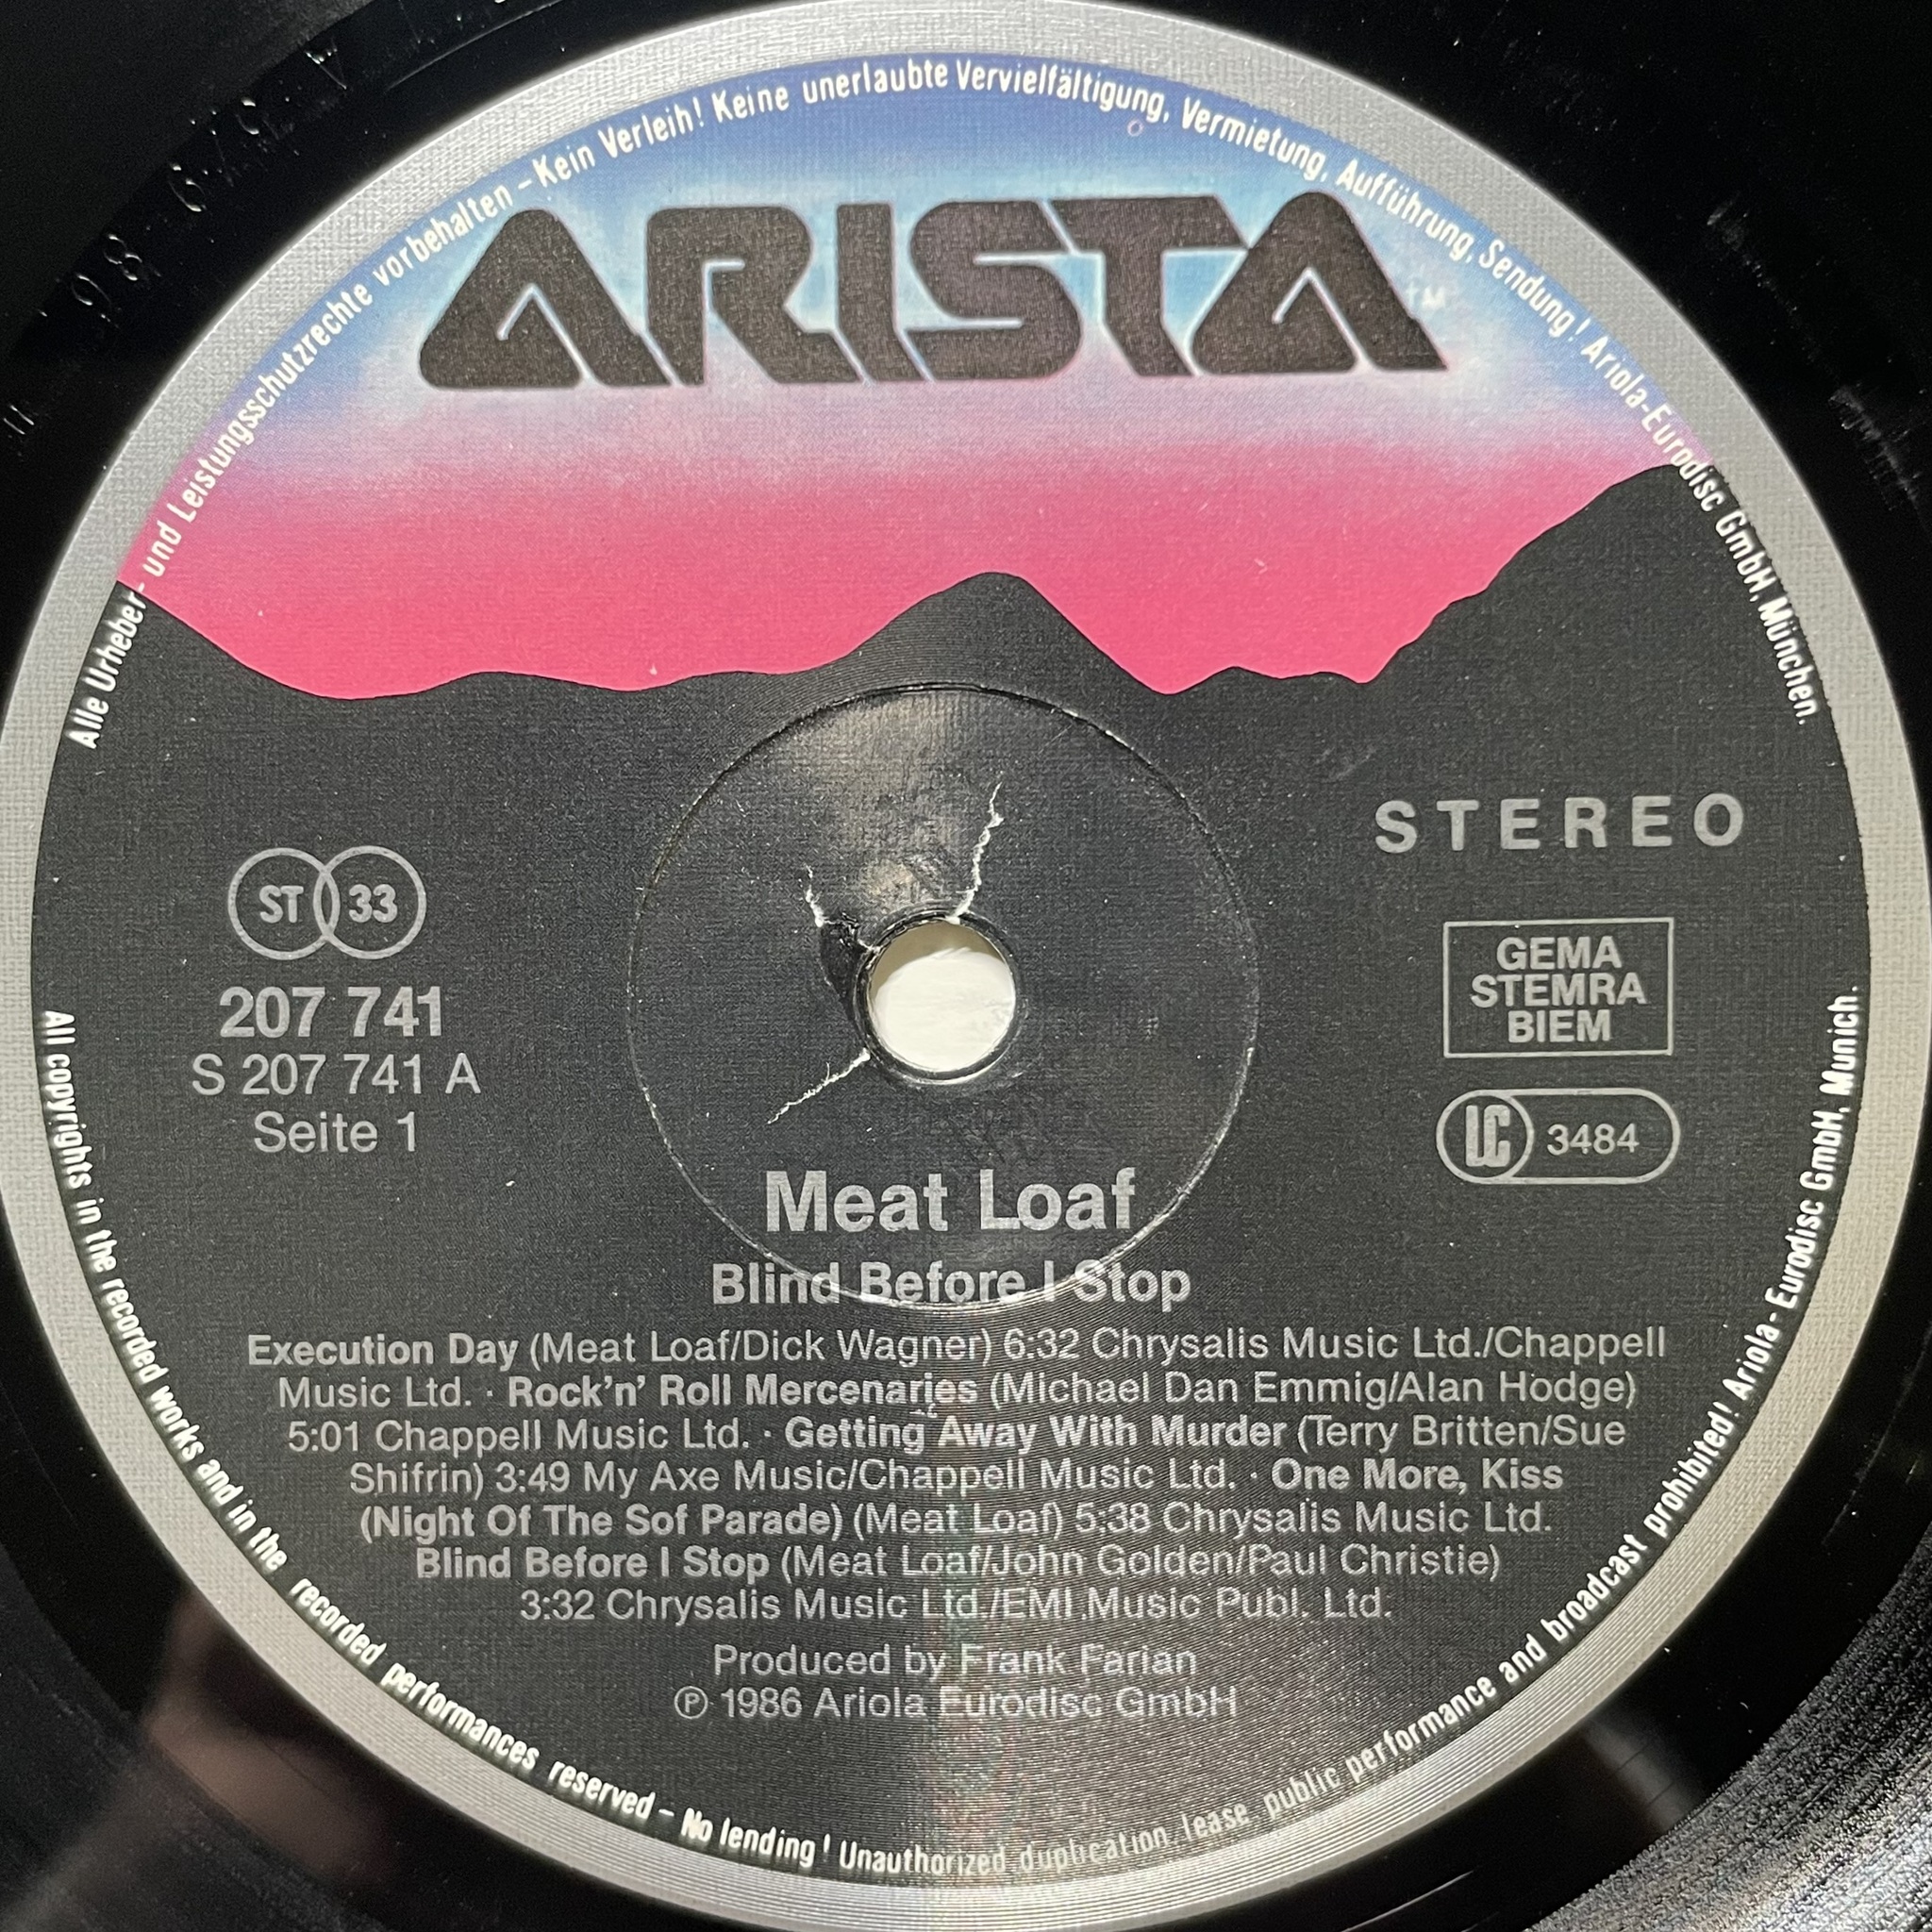 Alle Urheber- und Leistungsschutzrechte vorbehalten – Kein Verleih! Keine unerlaubte Vervielfältigung, Vermietung, Aufführung, Sendung! Ariola-Eurodisc GmbH, München.
ARISTA
TM
STEREO
ST 33
207 741
S 207 741 A
Seite 1
GEMA
STEMRA
BIEM
LC 3484
Meat Loaf
Blind Before I Stop
Execution Day (Meat Loaf/Dick Wagner) 6:32 Chrysalis Music Ltd./Chappell
Music Ltd. · Rock'n' Roll Mercenaries (Michael Dan Emmig/Alan Hodge)
5:01 Chappell Music Ltd. · Getting Away With Murder (Terry Britten/Sue
Shifrin) 3:49 My Axe Music/Chappell Music Ltd. · One More, Kiss
(Night Of The Sof Parade) (Meat Loaf) 5:38 Chrysalis Music Ltd.
Blind Before I Stop (Meat Loaf/John Golden/Paul Christie)
3:32 Chrysalis Music Ltd./EMI Music Publ. Ltd.
Produced by Frank Farian
℗ 1986 Ariola Eurodisc GmbH
All copyrights in the recorded works and in the recorded performances reserved – No lending! Unauthorized duplication, lease, public performance and broadcast prohibited! Ariola-Eurodisc GmbH, Munich.